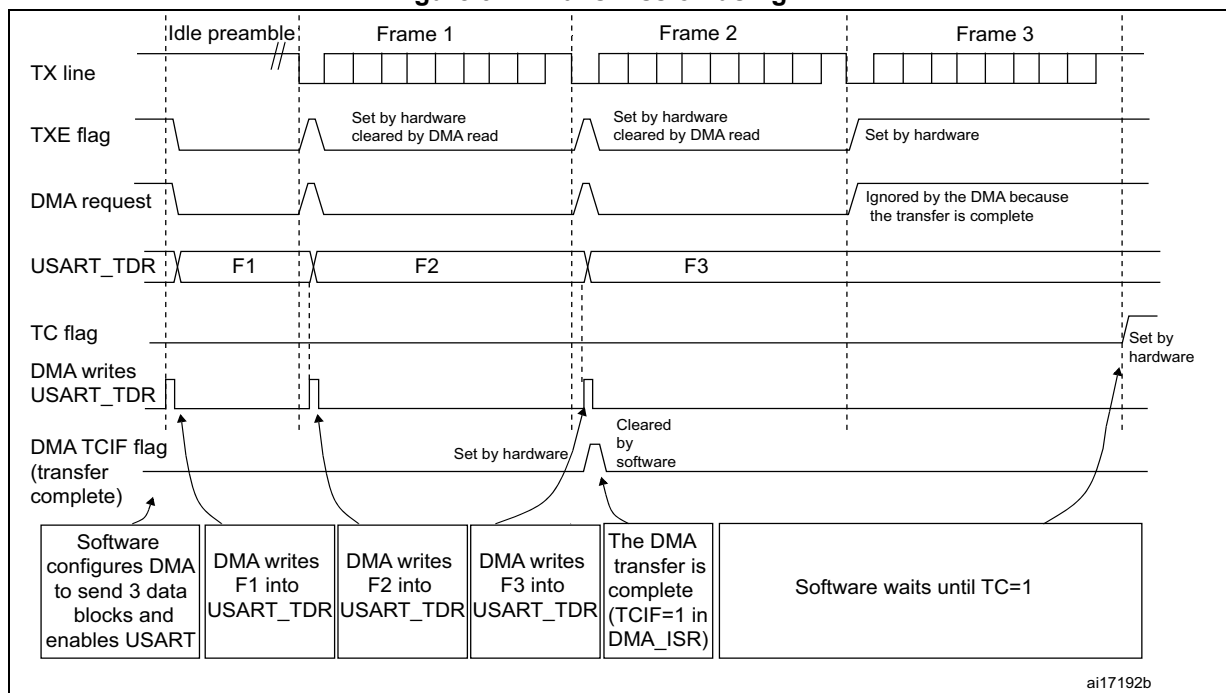 Idle preamble
Frame 1
Frame 2
Frame 3
TX line
TXE flag
Set by hardware
cleared by DMA read
Set by hardware
cleared by DMA read
Set by hardware
DMA request
Ignored by the DMA because
the transfer is complete
USART_TDR
F1
F2
F3
TC flag
Set by
hardware
DMA writes
USART_TDR
DMA TCIF flag
(transfer
complete)
Set by hardware
Cleared
by
software
Software
configures DMA
to send 3 data
blocks and
enables USART
DMA writes
F1 into
USART_TDR
DMA writes
F2 into
USART_TDR
DMA writes
F3 into
USART_TDR
The DMA
transfer is
complete
(TCIF=1 in
DMA_ISR)
Software waits until TC=1
ai17192b